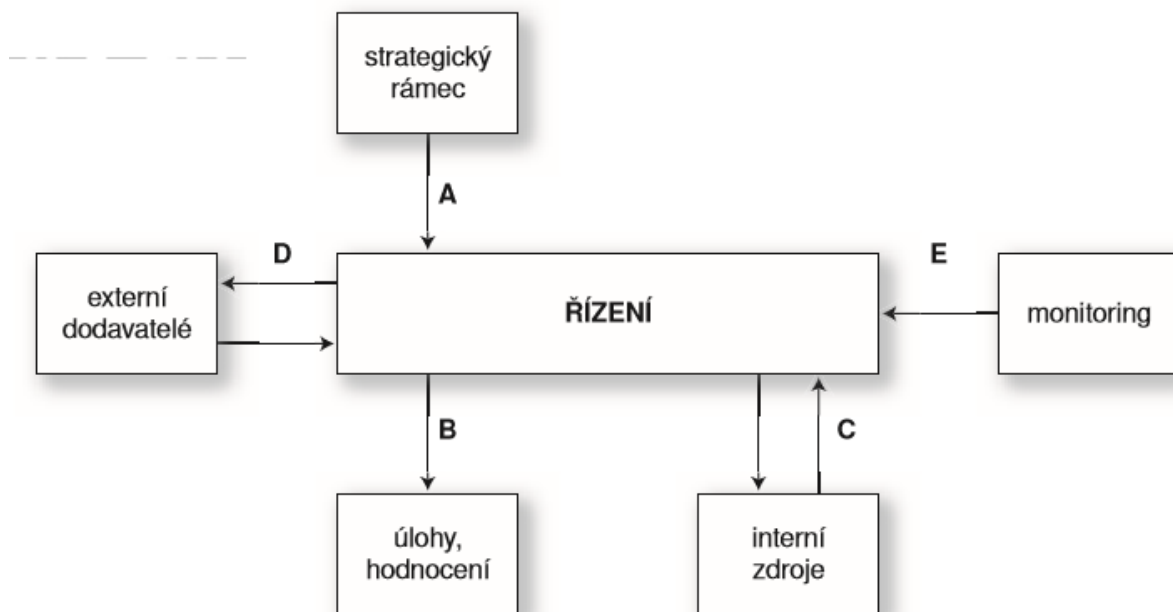 strategický
rámec
A
D
E
externí
dodavatelé
ŘÍZENÍ
monitoring
B
C
úlohy,
hodnocení
interní
zdroje